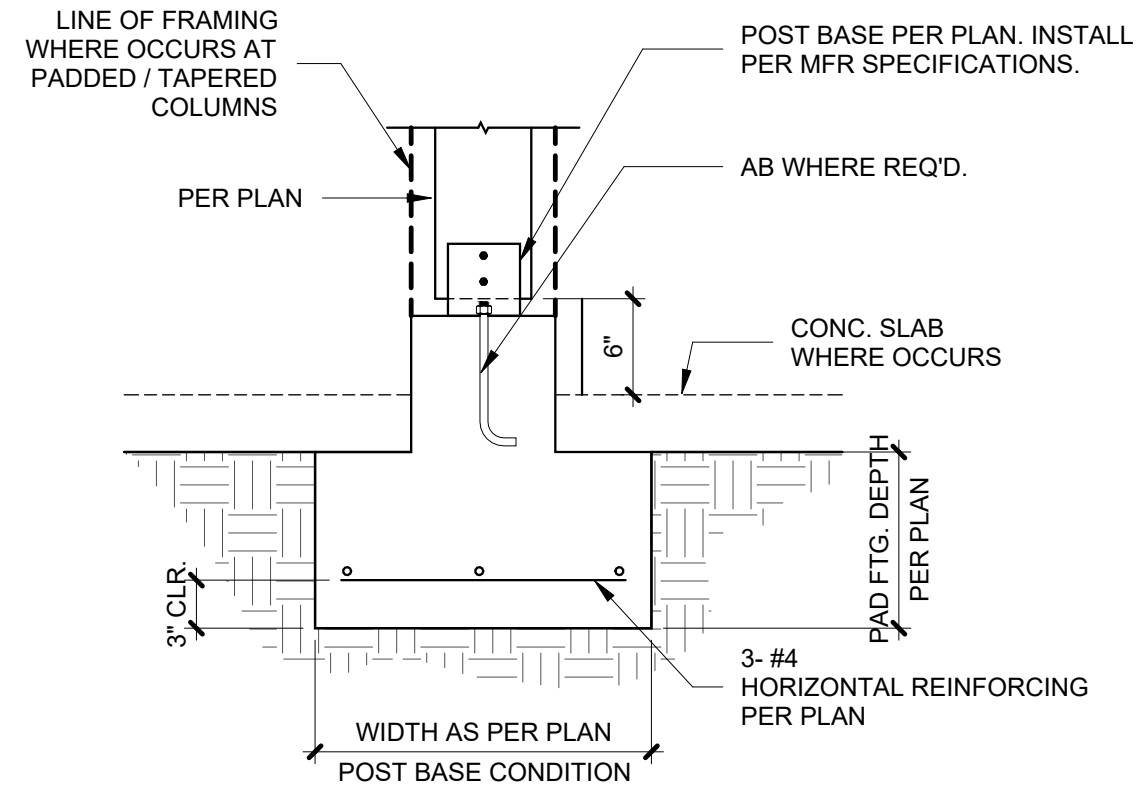 LINE OF FRAMING
WHERE OCCURS AT
PADDED / TAPERED
COLUMNS
POST BASE PER PLAN. INSTALL
PER MFR SPECIFICATIONS.
PER PLAN
AB WHERE REQ'D.
6"
CONC. SLAB
WHERE OCCURS
PAD FTG. DEPTH
PER PLAN
3" CLR.
3- #4
HORIZONTAL REINFORCING
PER PLAN
WIDTH AS PER PLAN
POST BASE CONDITION